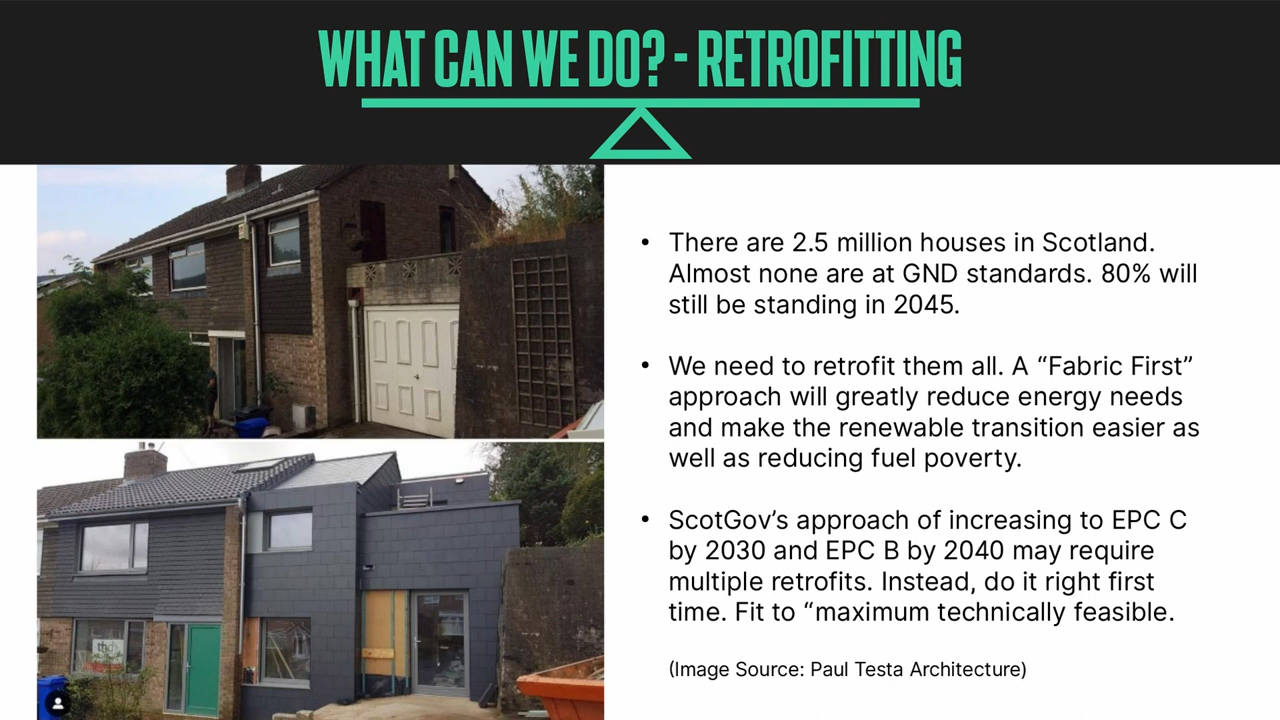 WHAT CAN WE DO? - RETROFITTING
• There are 2.5 million houses in Scotland.
Almost none are at GND standards. 80% will
still be standing in 2045.
• We need to retrofit them all. A “Fabric First”
approach will greatly reduce energy needs
and make the renewable transition easier as
well as reducing fuel poverty.
• ScotGov’s approach of increasing to EPC C
by 2030 and EPC B by 2040 may require
multiple retrofits. Instead, do it right first
time. Fit to “maximum technically feasible.
(Image Source: Paul Testa Architecture)